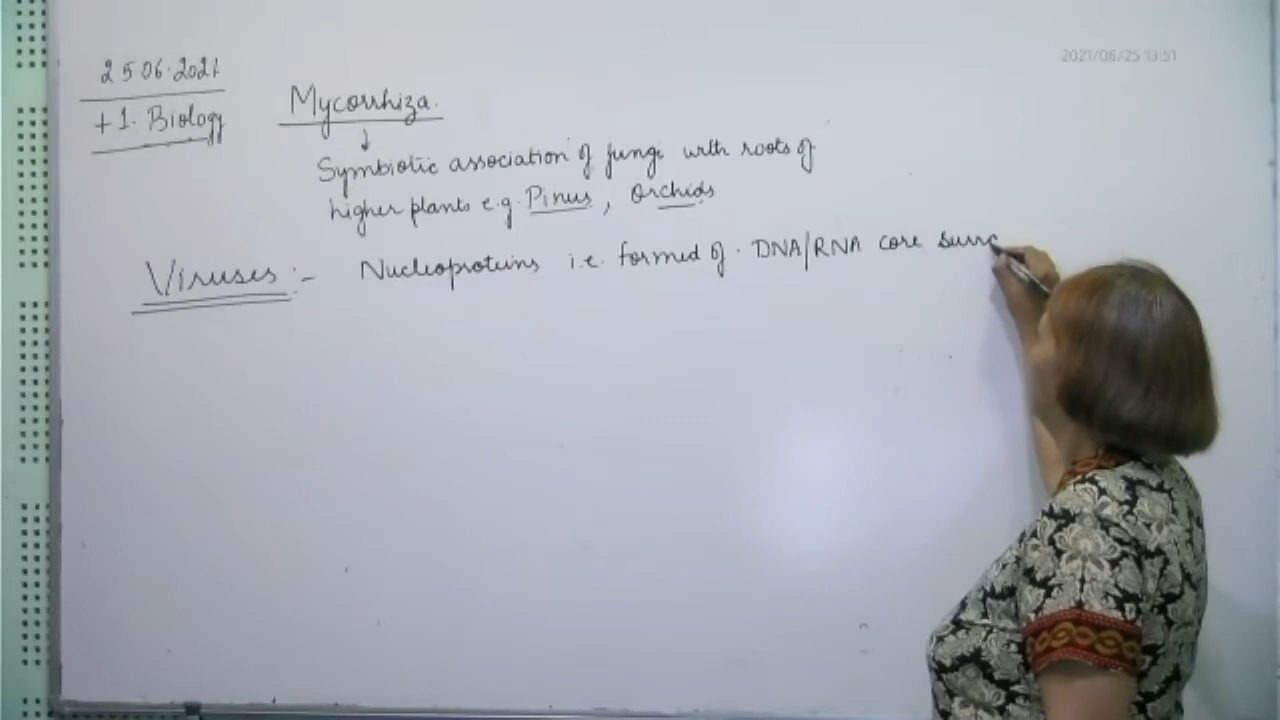 2021/06/25 13:51
25 06.2021
+1. Biology
Mycorrhiza.
↓
Symbiotic association of fungi with roots of
higher plants e.g. Pinus, Orchids
Viruses:- Nucleoproteins i.e. formed of. DNA/RNA core surro